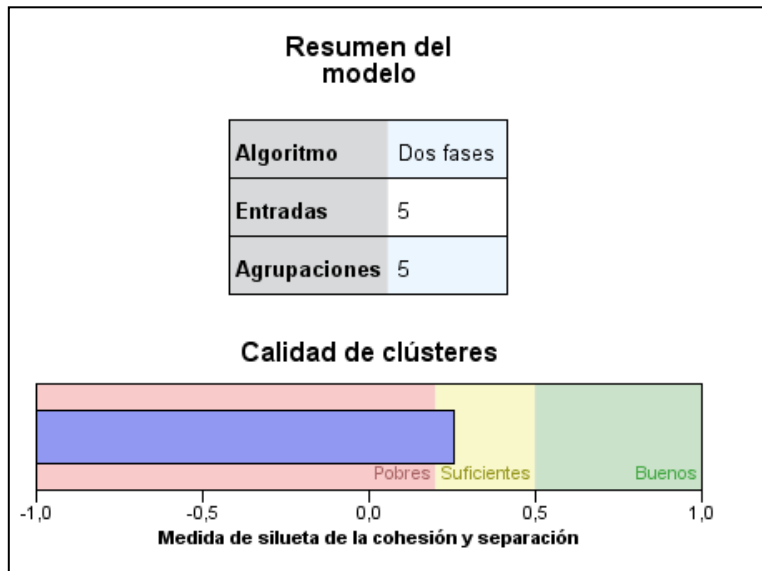 Resumen del
modelo
Algoritmo Dos fases
Entradas 5
Agrupaciones 5
Calidad de clústeres
Pobres Suficientes Buenos
-1,0 -0,5 0,0 0,5 1,0
Medida de silueta de la cohesión y separación